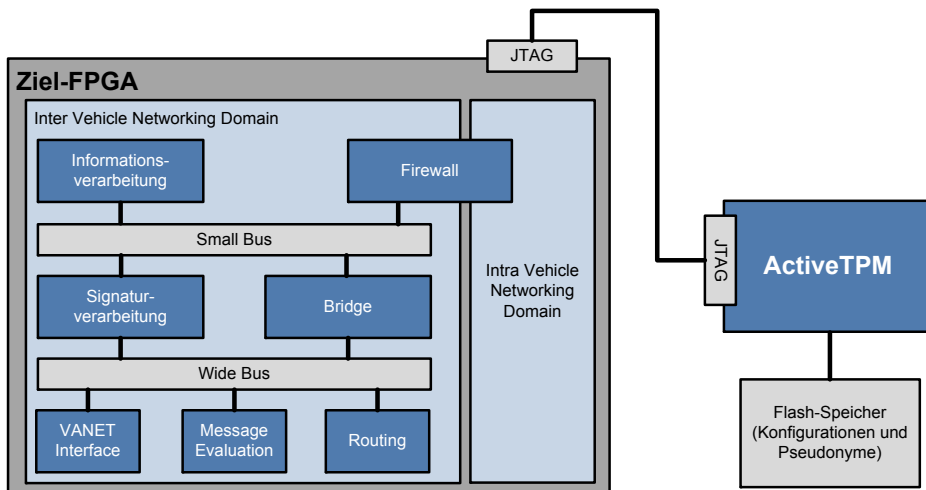 JTAG
Ziel-FPGA
Inter Vehicle Networking Domain
Informations-
verarbeitung
Firewall
Small Bus
Signatur-
verarbeitung
Bridge
Wide Bus
VANET
Interface
Message
Evaluation
Routing
Intra Vehicle
Networking
Domain
JTAG
ActiveTPM
Flash-Speicher
(Konfigurationen und
Pseudonyme)